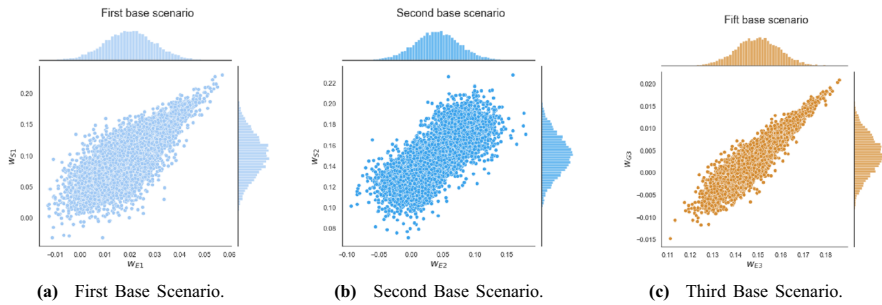 First base scenario
Second base scenario
Fift base scenario
0.20
0.15
0.10
0.05
0.00
w_S1
-0.01 0.00 0.01 0.02 0.03 0.04 0.05 0.06
w_E1
0.22
0.20
0.18
0.16
0.14
0.12
0.10
0.08
w_S2
-0.10 -0.05 0.00 0.05 0.10 0.15
w_E2
0.020
0.015
0.010
0.005
0.000
-0.005
-0.010
-0.015
w_G3
0.11 0.12 0.13 0.14 0.15 0.16 0.17 0.18
w_E3
(a) First Base Scenario.
(b) Second Base Scenario.
(c) Third Base Scenario.